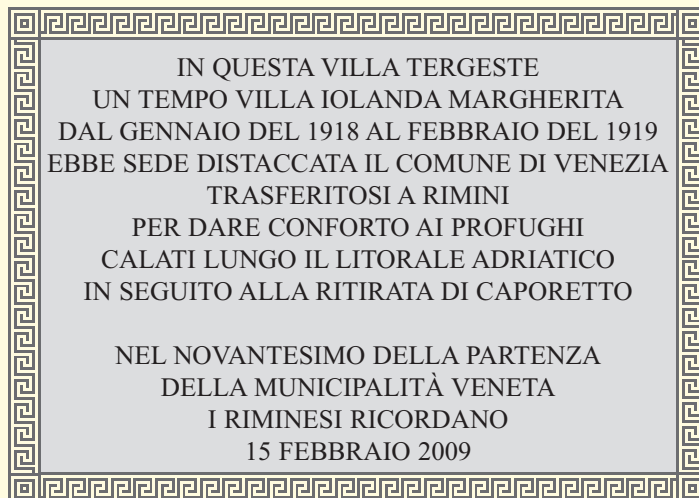 IN QUESTA VILLA TERGESTE
UN TEMPO VILLA IOLANDA MARGHERITA
DAL GENNAIO DEL 1918 AL FEBBRAIO DEL 1919
EBBE SEDE DISTACCATA IL COMUNE DI VENEZIA
TRASFERITOSI A RIMINI
PER DARE CONFORTO AI PROFUGHI
CALATI LUNGO IL LITORALE ADRIATICO
IN SEGUITO ALLA RITIRATA DI CAPORETTO
NEL NOVANTESIMO DELLA PARTENZA
DELLA MUNICIPALITÀ VENETA
I RIMINESI RICORDANO
15 FEBBRAIO 2009